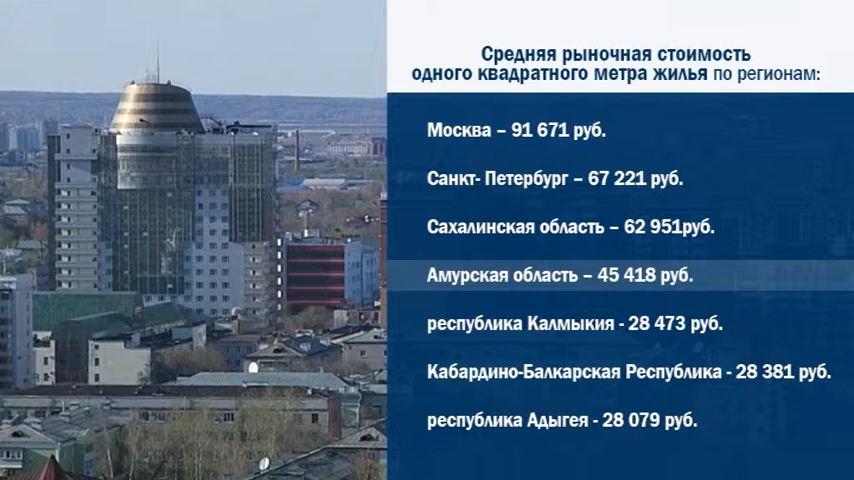 Средняя рыночная стоимость
одного квадратного метра жилья по регионам:
Москва – 91 671 руб.
Санкт- Петербург – 67 221 руб.
Сахалинская область – 62 951руб.
Амурская область – 45 418 руб.
республика Калмыкия - 28 473 руб.
Кабардино-Балкарская Республика - 28 381 руб.
республика Адыгея - 28 079 руб.